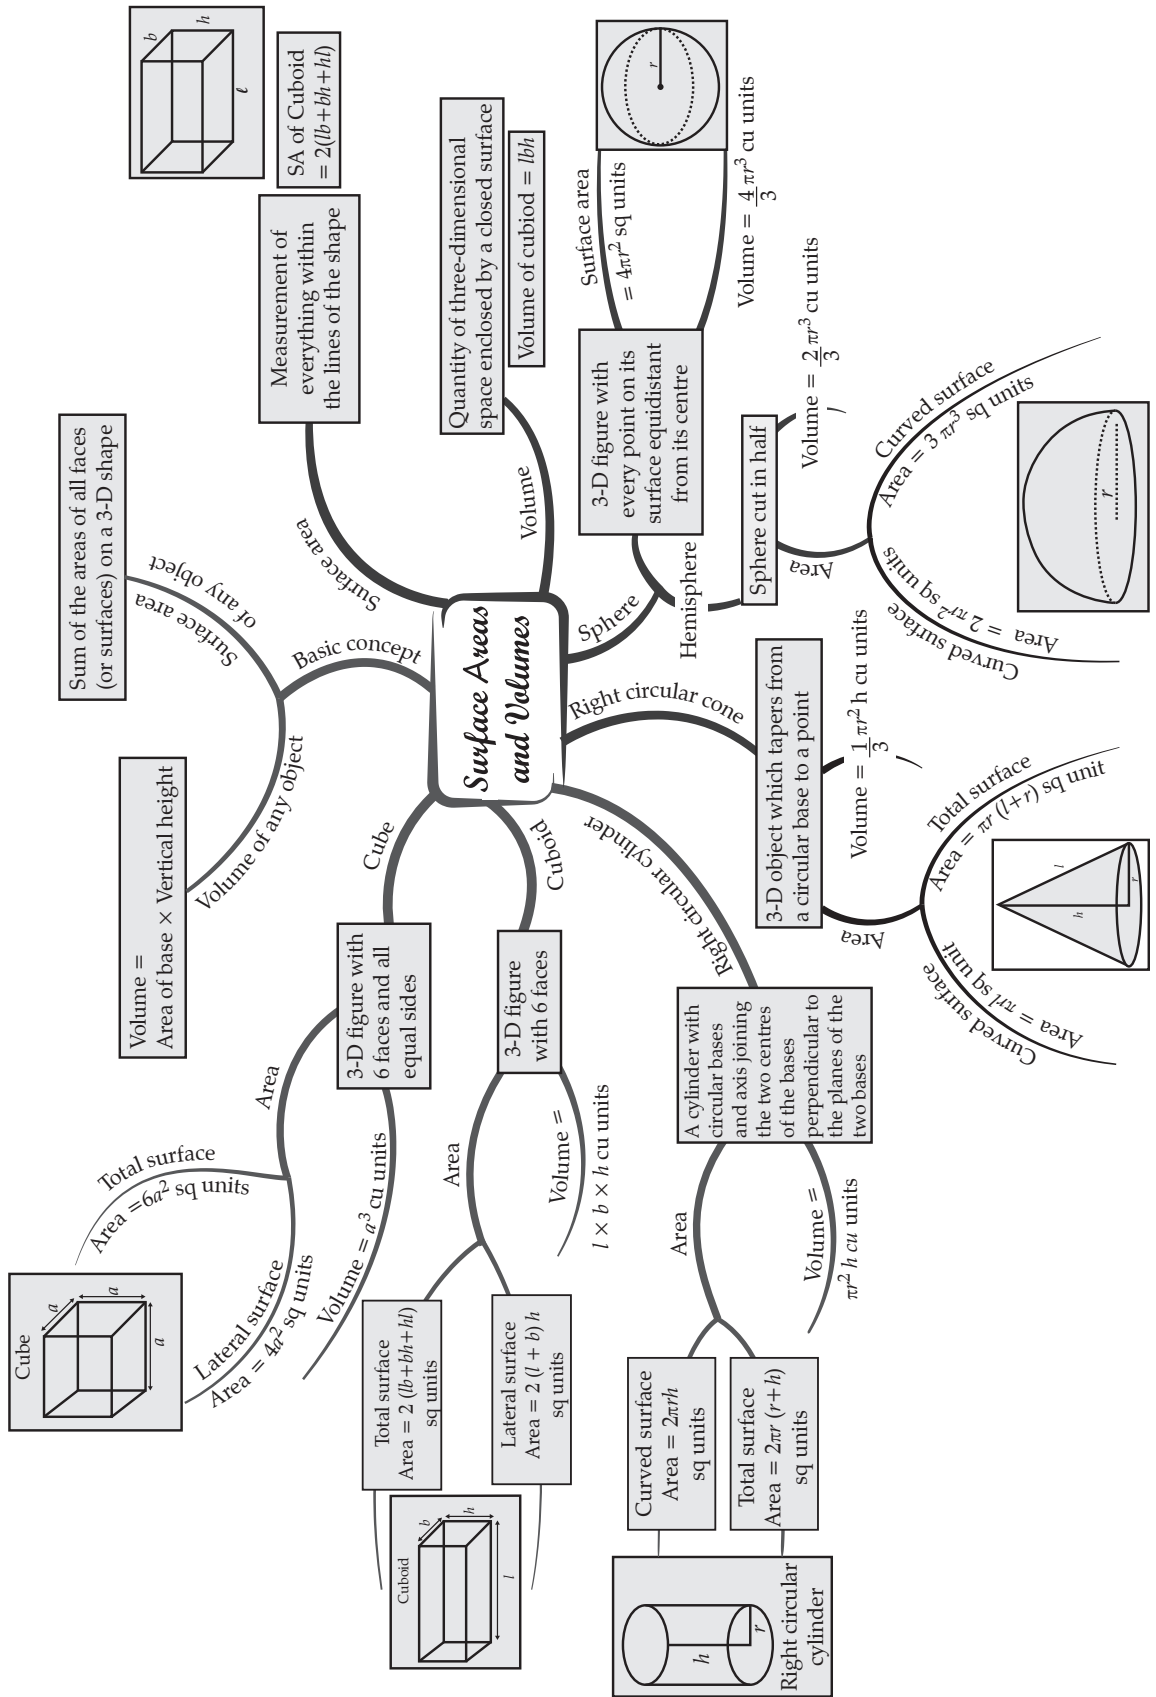 Surface Areas
and Volumes
Basic concept
Surface area
of any object
Sum of the areas of all faces
(or surfaces) on a 3-D shape
Volume of any object
Volume =
Area of base × Vertical height
Surface area
Measurement of
everything within
the lines of the shape
SA of Cuboid
= 2(lb+bh+hl)
b
h
ℓ
Volume
Quantity of three-dimensional
space enclosed by a closed surface
Volume of cubiod = lbh
Sphere
3-D figure with
every point on its
surface equidistant
from its centre
Surface area
= 4πr² sq units
Volume = 4/3 πr³ cu units
r
Hemisphere
Sphere cut in half
Volume = 2/3 πr³ cu units
Area
Curved surface
Area = 2 πr² sq units
Curved surface
Area = 3 πr³ sq units
r
Right circular cone
3-D object which tapers from
a circular base to a point
Volume = 1/3 πr² h cu units
Area
Curved surface
Area = πrl sq unit
Total surface
Area = πr (l+r) sq unit
l
h
r
Right circular cylinder
A cylinder with
circular bases
and axis joining
the two centres
of the bases
perpendicular to
the planes of the
two bases
Area
Volume =
πr² h cu units
Curved surface
Area = 2πrh
sq units
Total surface
Area = 2πr (r+h)
sq units
h
r
Right circular
cylinder
Cuboid
3-D figure
with 6 faces
Area
Volume =
l × b × h cu units
Total surface
Area = 2 (lb+bh+hl)
sq units
Lateral surface
Area = 2 (l + b) h
sq units
Cuboid
b
h
l
Cube
3-D figure with
6 faces and all
equal sides
Area
Volume = a³ cu units
Total surface
Area =6a² sq units
Lateral surface
Area = 4a² sq units
Cube
a
a
a